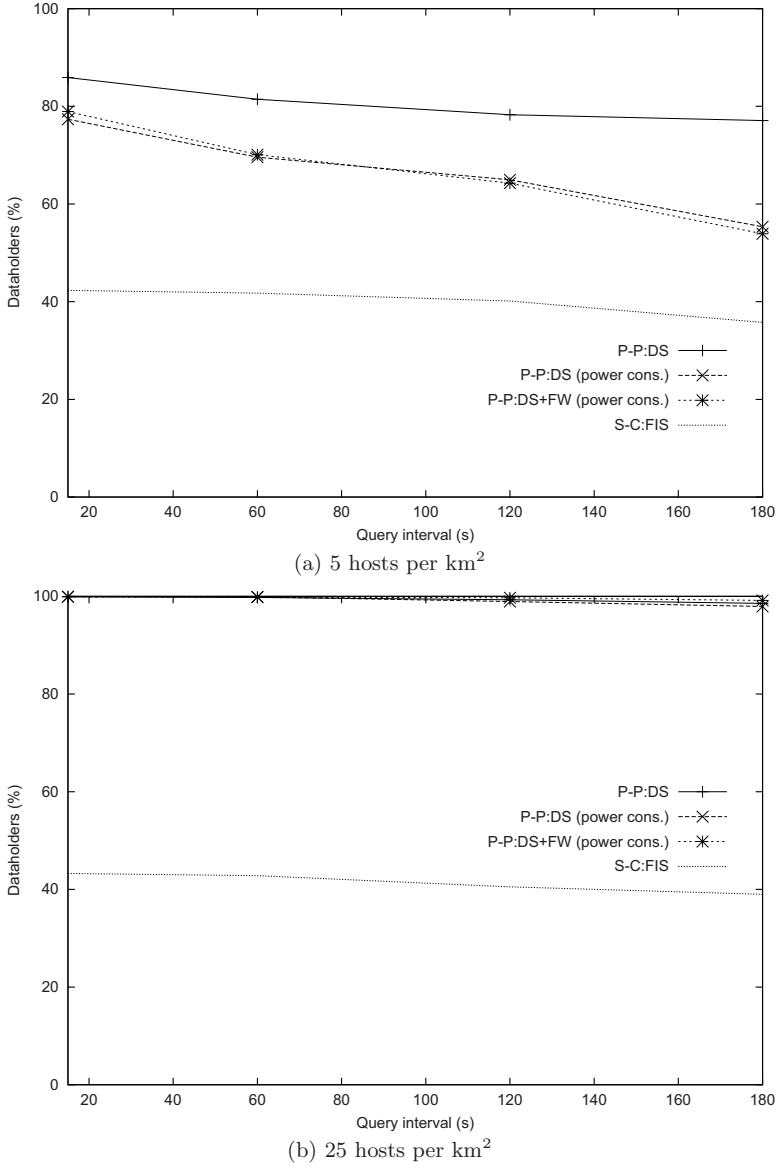 100
80
60
40
20
0
Dataholders (%)
P-P:DS
P-P:DS (power cons.)
P-P:DS+FW (power cons.)
S-C:FIS
20 40 60 80 100 120 140 160 180
Query interval (s)
(a) 5 hosts per km²
100
80
60
40
20
0
Dataholders (%)
P-P:DS
P-P:DS (power cons.)
P-P:DS+FW (power cons.)
S-C:FIS
20 40 60 80 100 120 140 160 180
Query interval (s)
(b) 25 hosts per km²